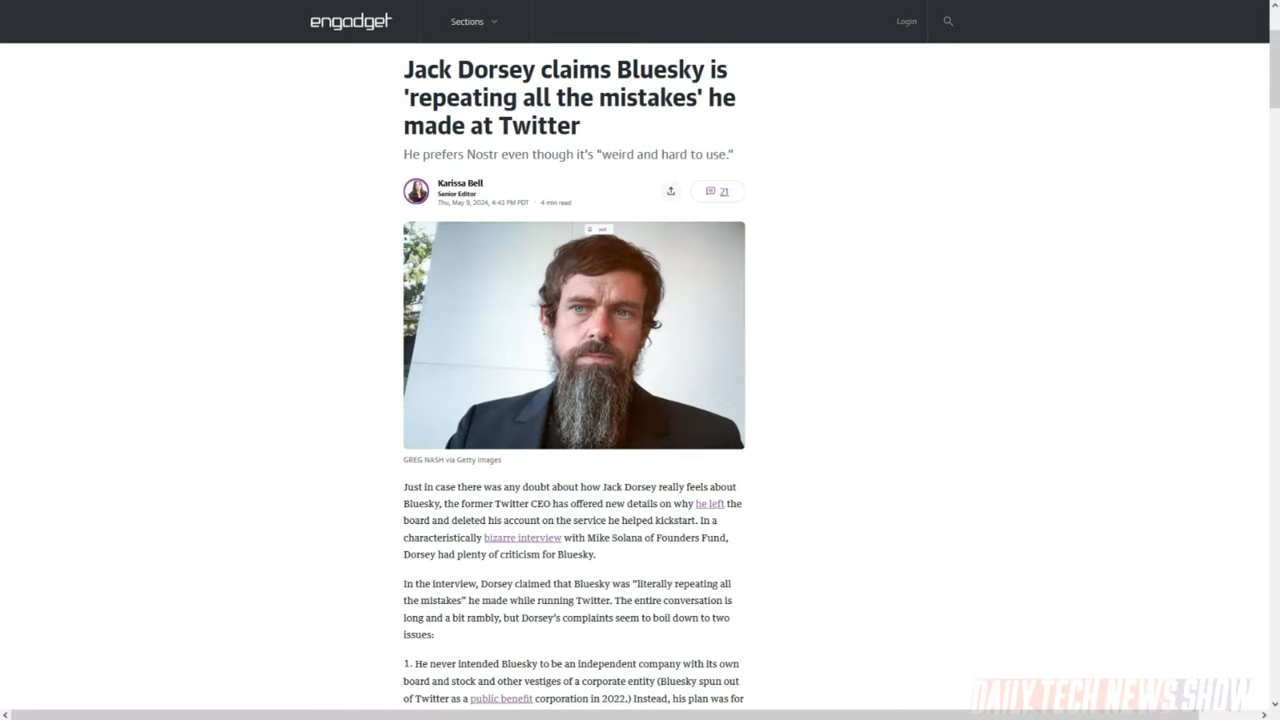 engadget
Sections
Login
Jack Dorsey claims Bluesky is
'repeating all the mistakes' he
made at Twitter
He prefers Nostr even though it's "weird and hard to use."
Karissa Bell
Senior Editor
Thu, May 9, 2024, 4:43 PM PDT · 4 min read
21
jack
GREG NASH via Getty Images
Just in case there was any doubt about how Jack Dorsey really feels about
Bluesky, the former Twitter CEO has offered new details on why he left the
board and deleted his account on the service he helped kickstart. In a
characteristically bizarre interview with Mike Solana of Founders Fund,
Dorsey had plenty of criticism for Bluesky.
In the interview, Dorsey claimed that Bluesky was “literally repeating all
the mistakes” he made while running Twitter. The entire conversation is
long and a bit rambly, but Dorsey’s complaints seem to boil down to two
issues:
1. He never intended Bluesky to be an independent company with its own
board and stock and other vestiges of a corporate entity (Bluesky spun out
of Twitter as a public benefit corporation in 2022.) Instead, his plan was for
DAILY TECH NEWS SHOW